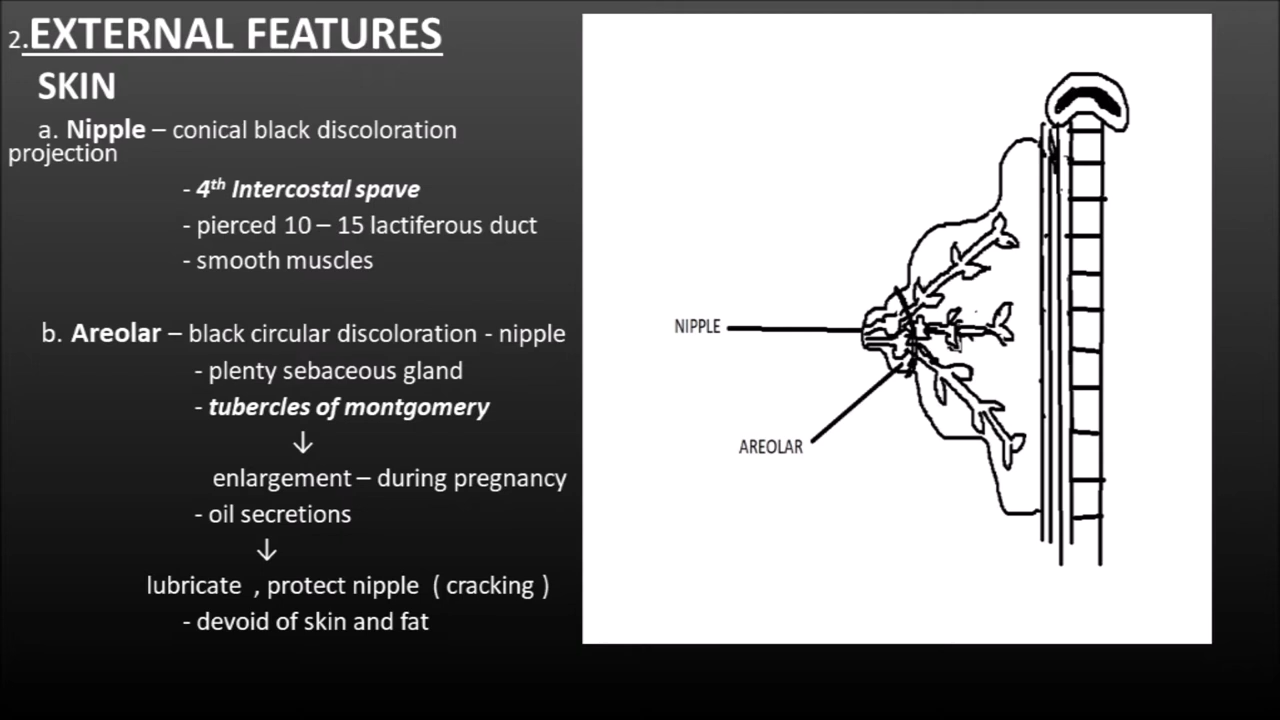 2.EXTERNAL FEATURES
SKIN
a. Nipple – conical black discoloration
projection
- 4th Intercostal spave
- pierced 10 – 15 lactiferous duct
- smooth muscles
b. Areolar – black circular discoloration - nipple
- plenty sebaceous gland
- tubercles of montgomery
↓
enlargement – during pregnancy
- oil secretions
↓
lubricate , protect nipple ( cracking )
- devoid of skin and fat
NIPPLE
AREOLAR